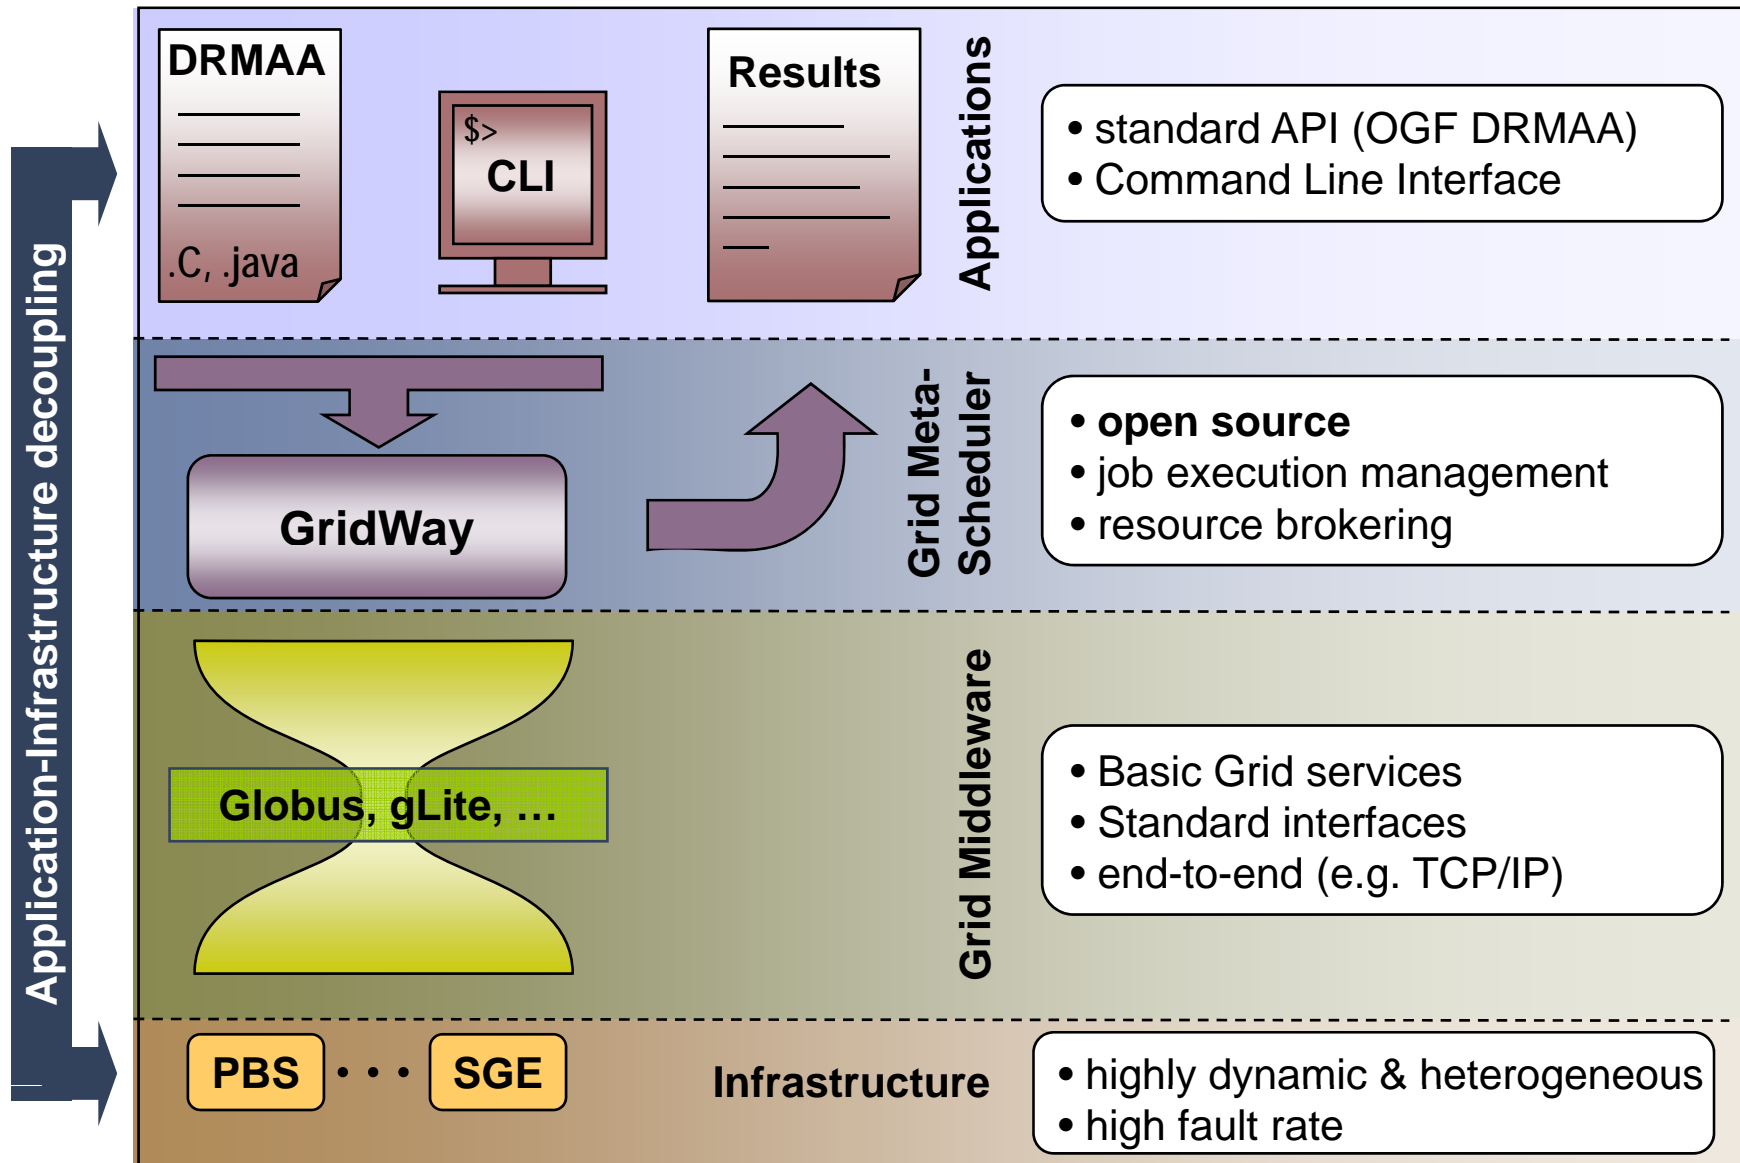 Application-Infrastructure decoupling
DRMAA
.C, .java
$>
CLI
Results
Applications
• standard API (OGF DRMAA)
• Command Line Interface
GridWay
Grid Meta-
Scheduler
• open source
• job execution management
• resource brokering
Globus, gLite, …
Grid Middleware
• Basic Grid services
• Standard interfaces
• end-to-end (e.g. TCP/IP)
PBS • • • SGE
Infrastructure
• highly dynamic & heterogeneous
• high fault rate